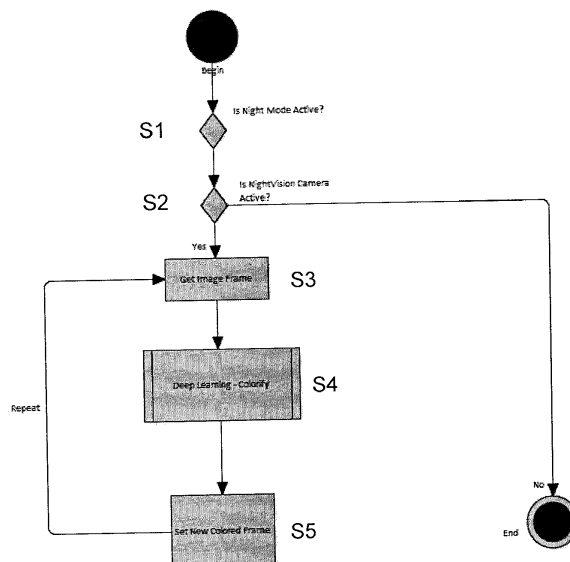 Begin
Is Night Mode Active?
S1
Is NightVision Camera
Active?
S2
Yes
Get Image Frame
S3
Deep Learning - Colorify
S4
Repeat
Set New Colored Frame
S5
No
End